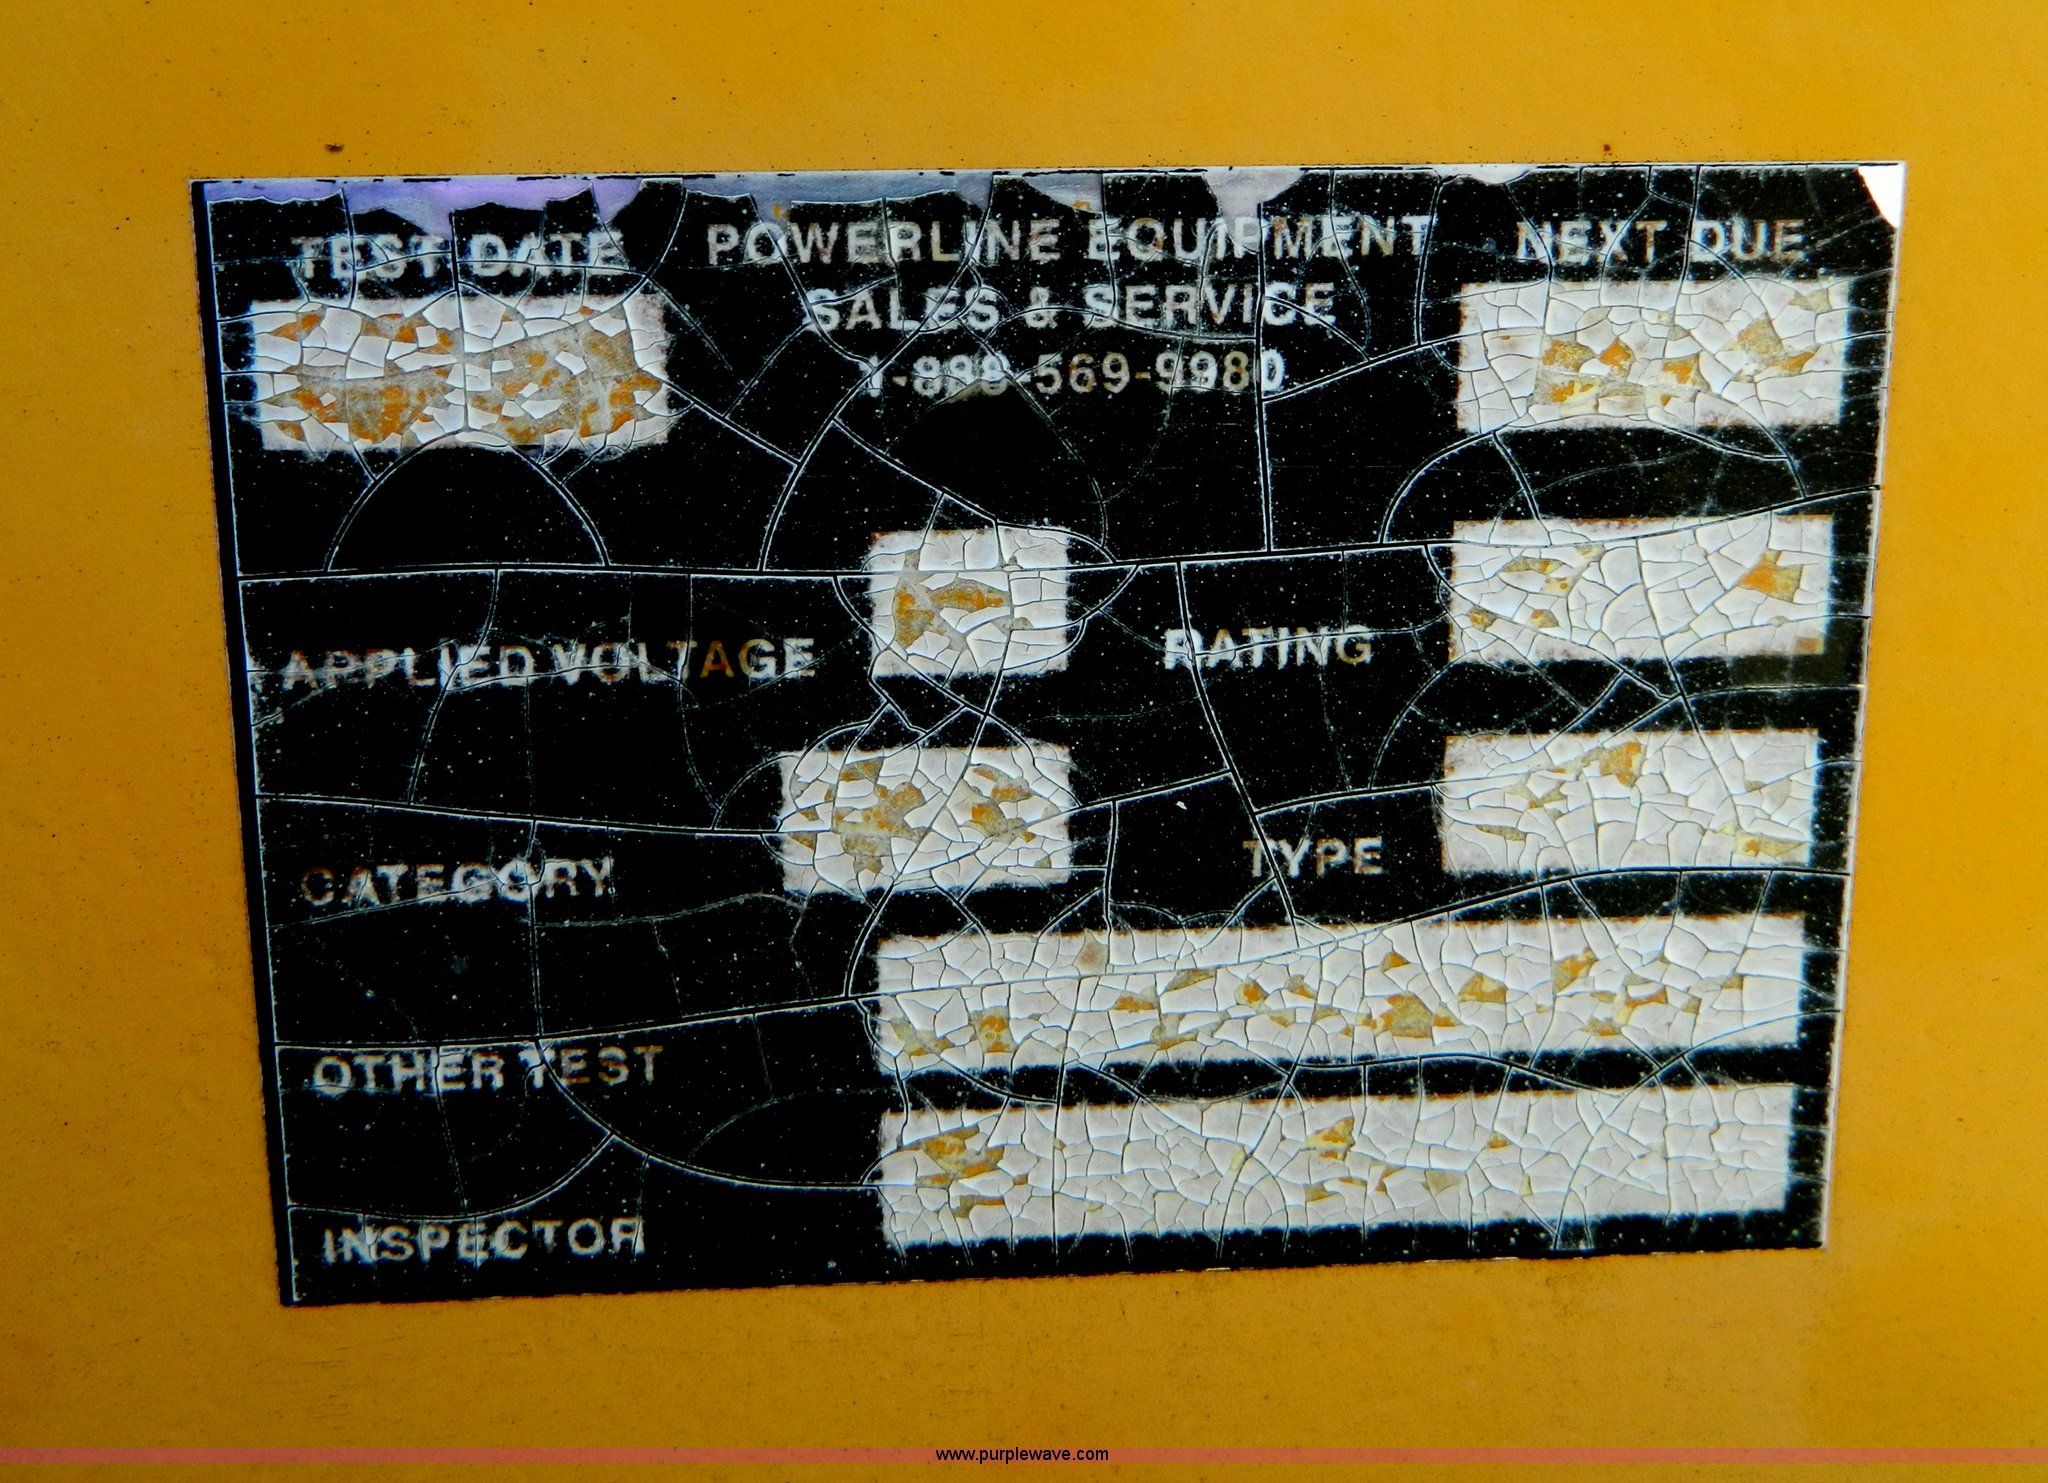 TEST DATE
POWERLINE EQUIPMENT
SALES & SERVICE
1-888-569-9980
NEXT DUE
APPLIED VOLTAGE
RATING
CATEGORY
TYPE
OTHER TEST
INSPECTOR
www.purplewave.com